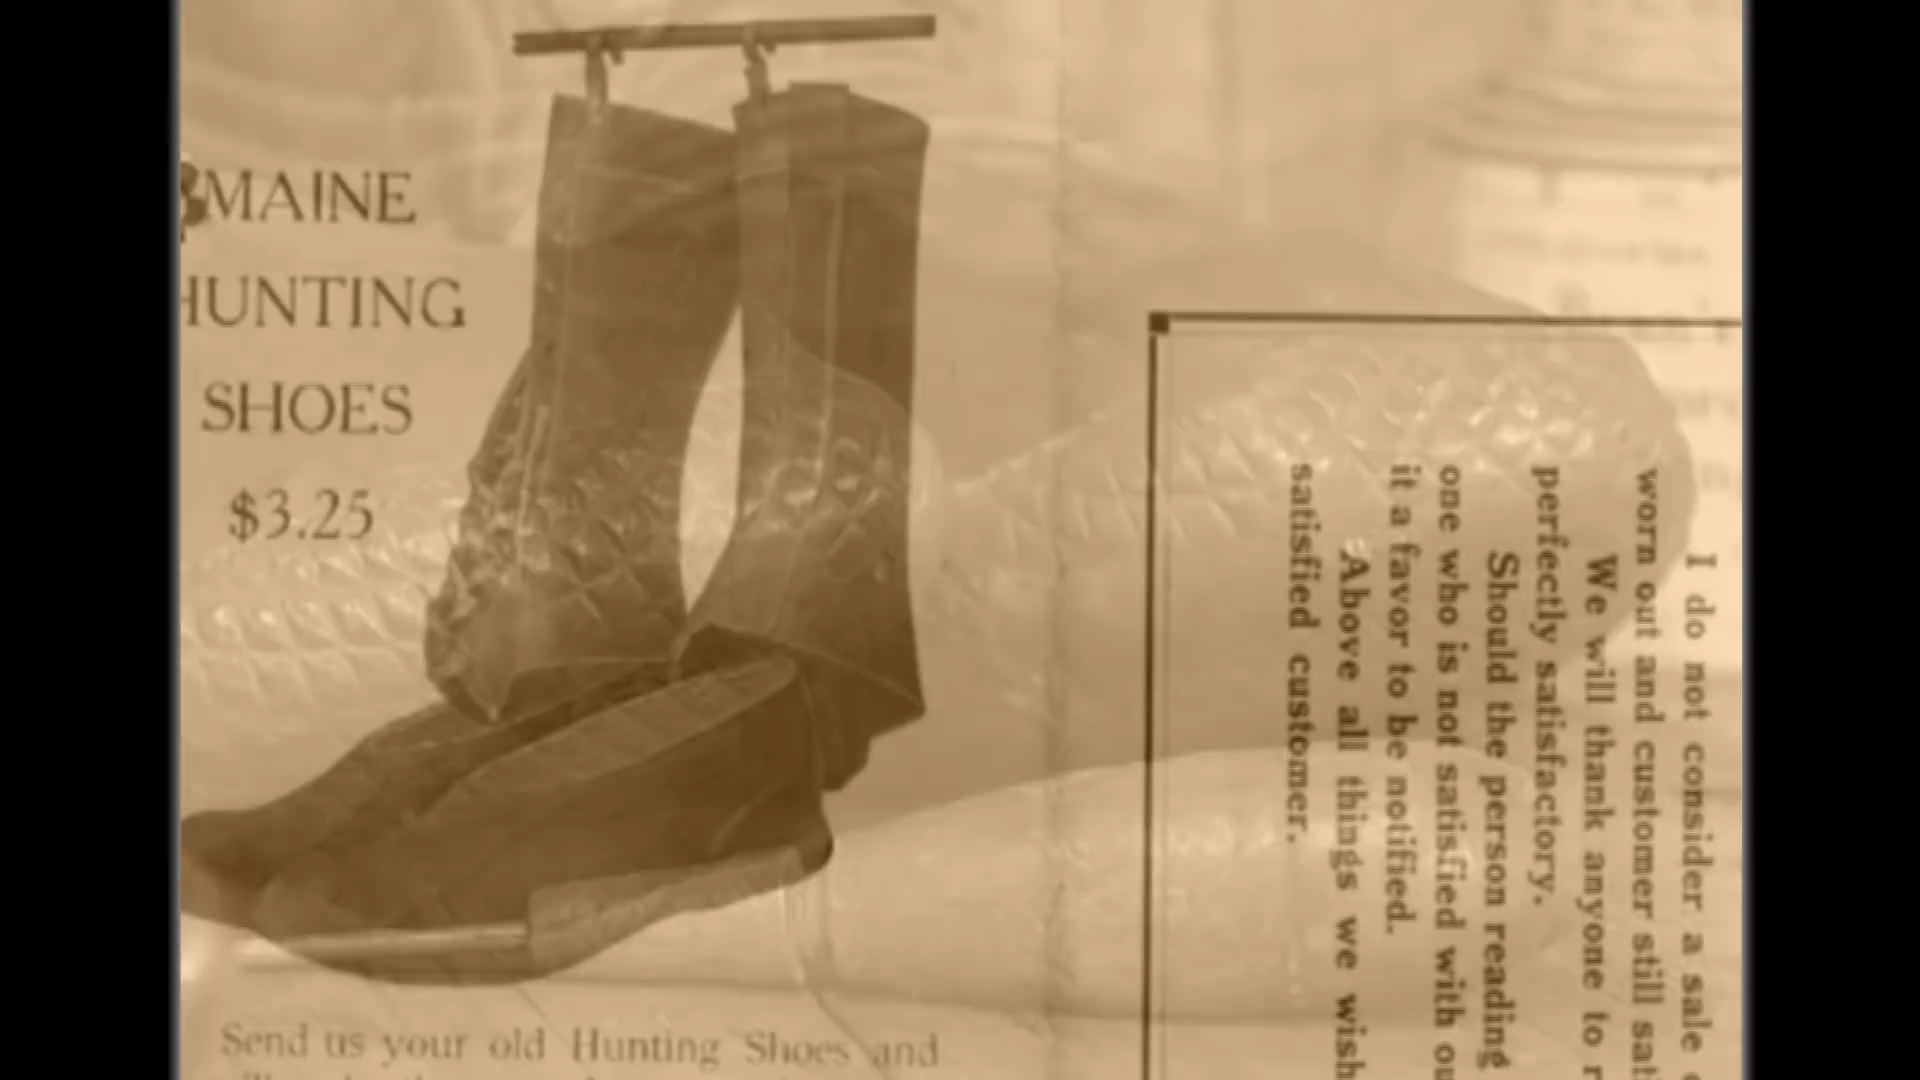 MAINE
HUNTING
SHOES
$3.25
Send us your old Hunting Shoes and
I do not consider a sale
worn out and customer still
We will thank anyone to
perfectly satisfactory.
Should the person reading
one who is not satisfied with
it a favor to be notified.
Above all things we wish
satisfied customer.